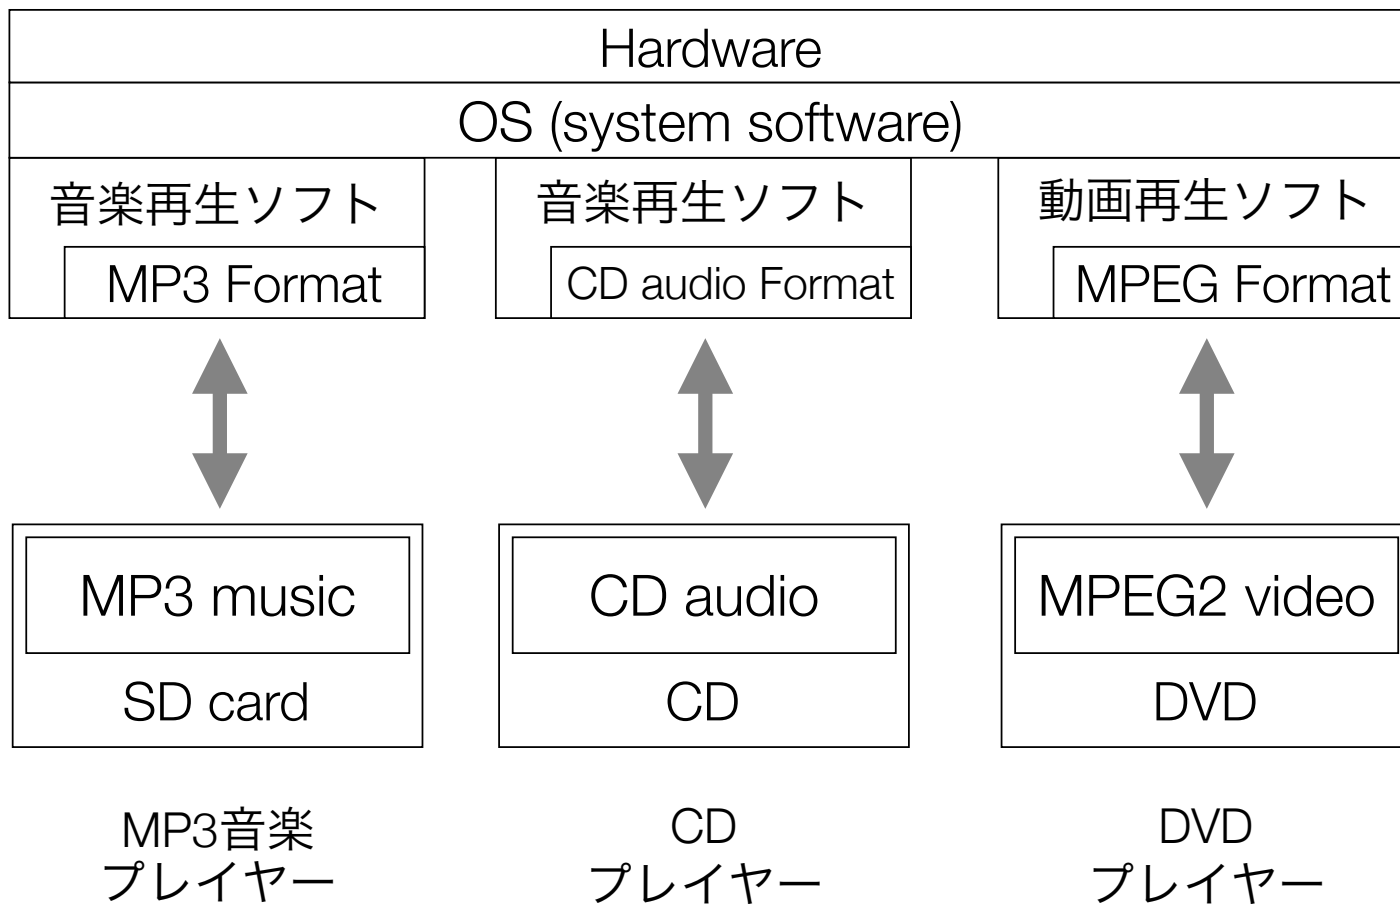 Hardware
OS (system software)
音楽再生ソフト
MP3 Format
音楽再生ソフト
CD audio Format
動画再生ソフト
MPEG Format
MP3 music
SD card
CD audio
CD
MPEG2 video
DVD
MP3音楽
プレイヤー
CD
プレイヤー
DVD
プレイヤー